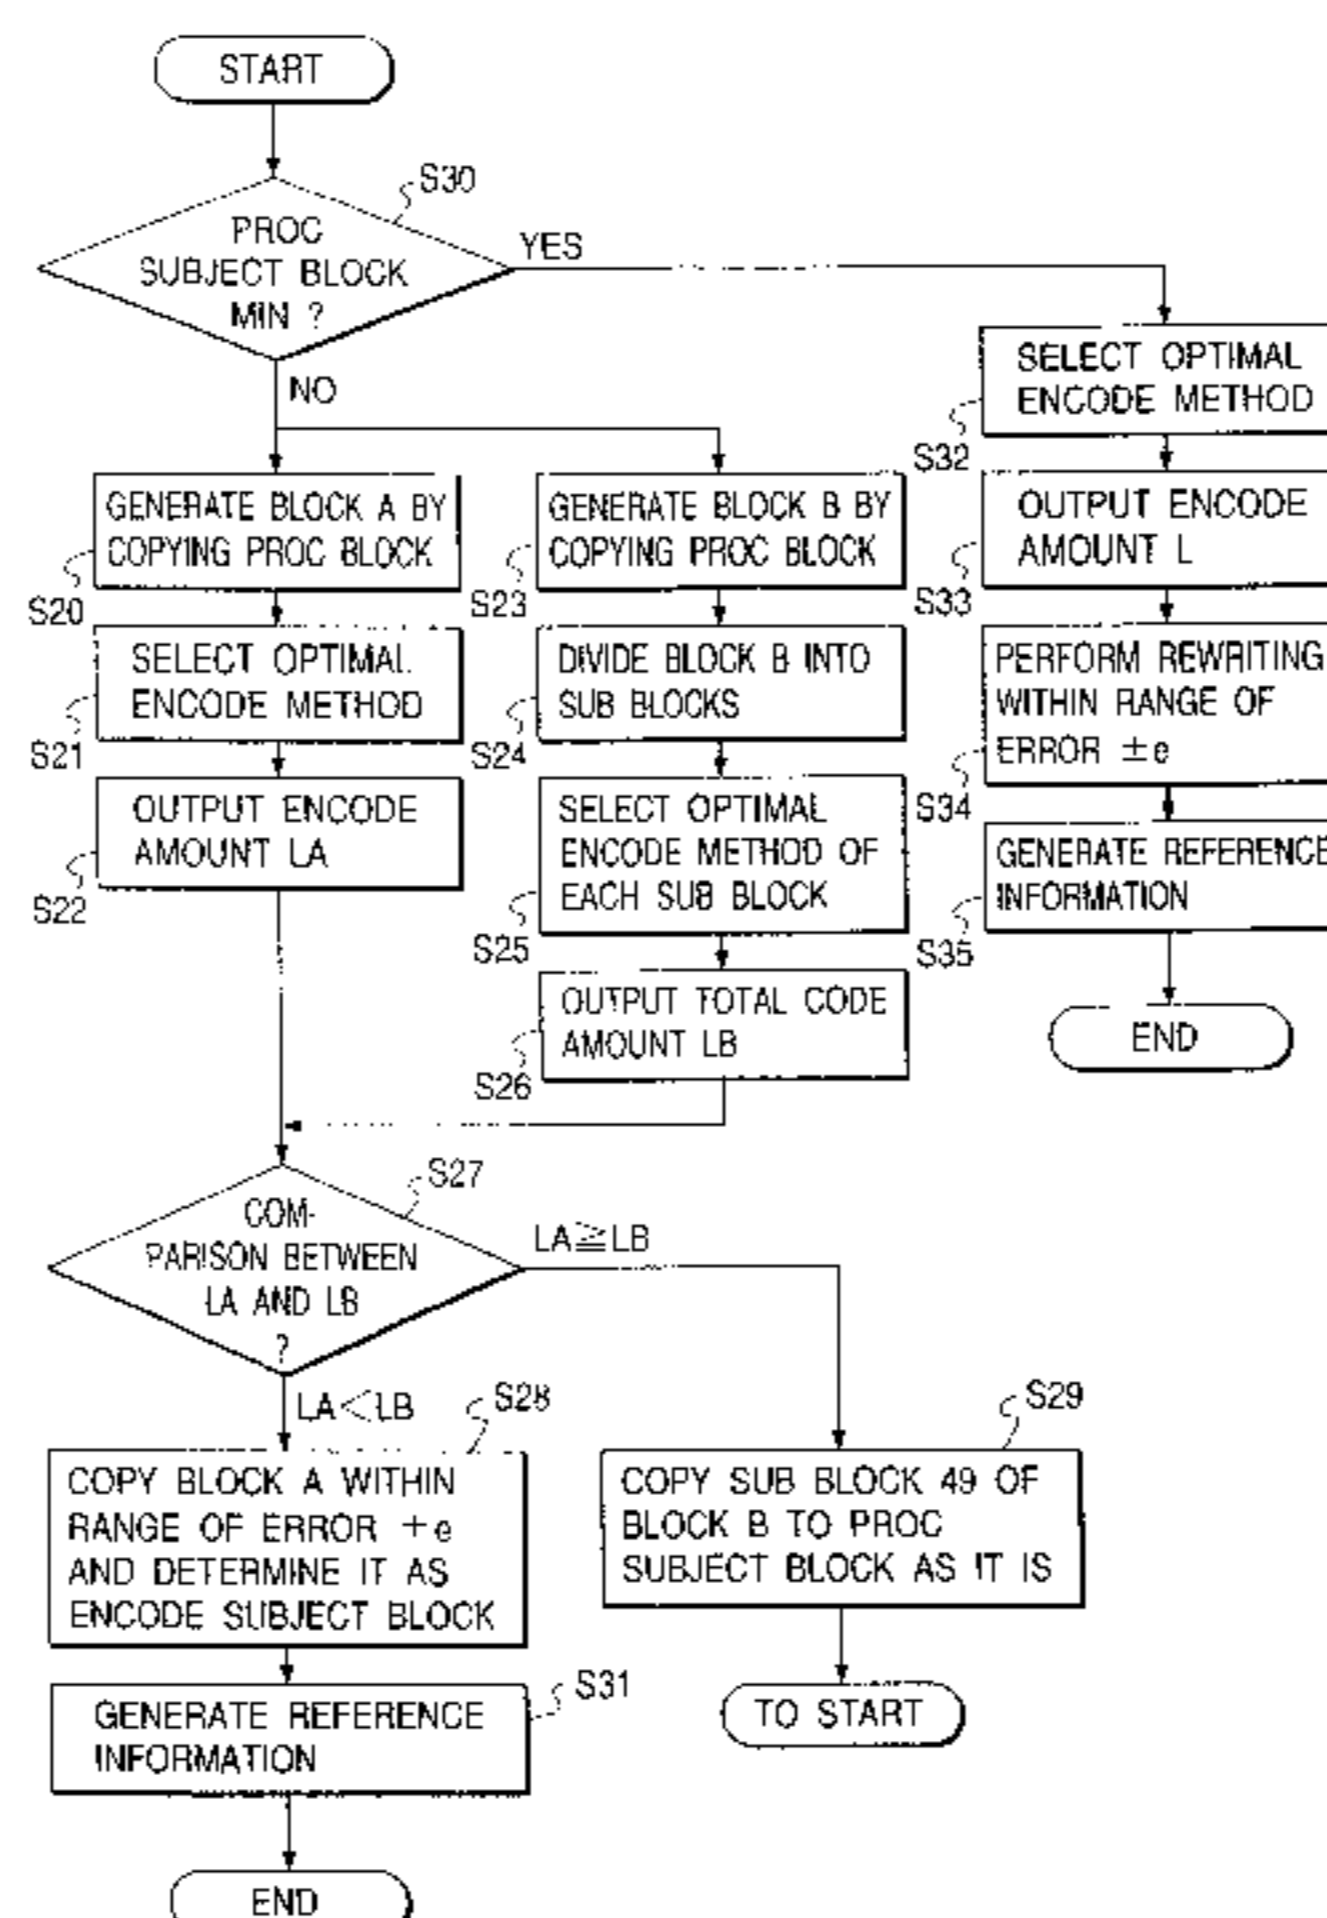 START
S30
PROC
SUBJECT BLOCK
MIN ?
YES
NO
GENERATE BLOCK A BY
COPYING PROC BLOCK
S20
SELECT OPTIMAL
ENCODE METHOD
S21
OUTPUT ENCODE
AMOUNT LA
S22
GENERATE BLOCK B BY
COPYING PROC BLOCK
S23
DIVIDE BLOCK B INTO
SUB BLOCKS
S24
SELECT OPTIMAL
ENCODE METHOD OF
EACH SUB BLOCK
S25
OUTPUT TOTAL CODE
AMOUNT LB
S26
SELECT OPTIMAL
ENCODE METHOD
S32
OUTPUT ENCODE
AMOUNT L
S33
PERFORM REWRITING
WITHIN RANGE OF
ERROR ±e
S34
GENERATE REFERENCE
INFORMATION
S35
END
S27
COM-
PARISON BETWEEN
LA AND LB
?
LA≧LB
LA<LB
S28
COPY BLOCK A WITHIN
RANGE OF ERROR +e
AND DETERMINE IT AS
ENCODE SUBJECT BLOCK
S29
COPY SUB BLOCK 49 OF
BLOCK B TO PROC
SUBJECT BLOCK AS IT IS
S31
GENERATE REFERENCE
INFORMATION
TO START
END